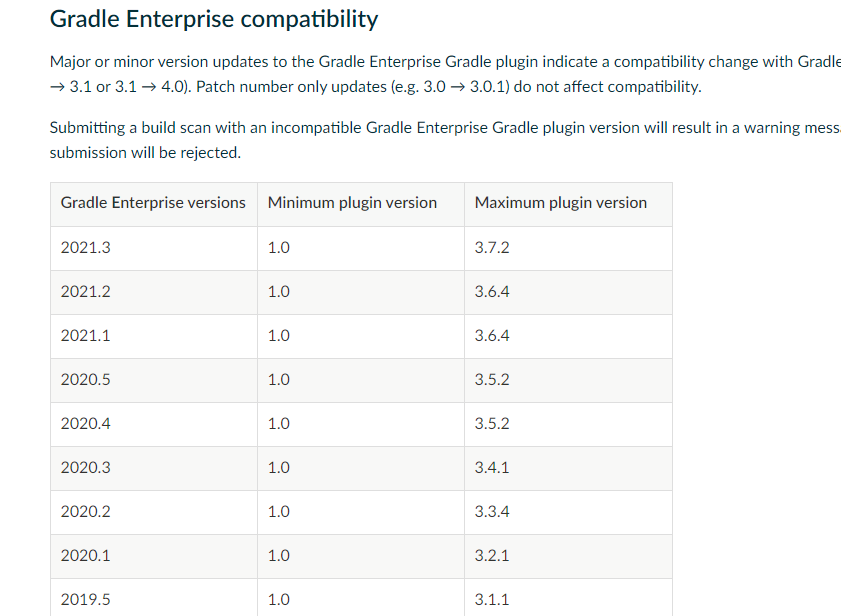 Gradle Enterprise compatibility
Major or minor version updates to the Gradle Enterprise Gradle plugin indicate a compatibility change with Gradle
→ 3.1 or 3.1 → 4.0). Patch number only updates (e.g. 3.0 → 3.0.1) do not affect compatibility.
Submitting a build scan with an incompatible Gradle Enterprise Gradle plugin version will result in a warning mess
submission will be rejected.
Gradle Enterprise versions Minimum plugin version Maximum plugin version
2021.3 1.0 3.7.2
2021.2 1.0 3.6.4
2021.1 1.0 3.6.4
2020.5 1.0 3.5.2
2020.4 1.0 3.5.2
2020.3 1.0 3.4.1
2020.2 1.0 3.3.4
2020.1 1.0 3.2.1
2019.5 1.0 3.1.1